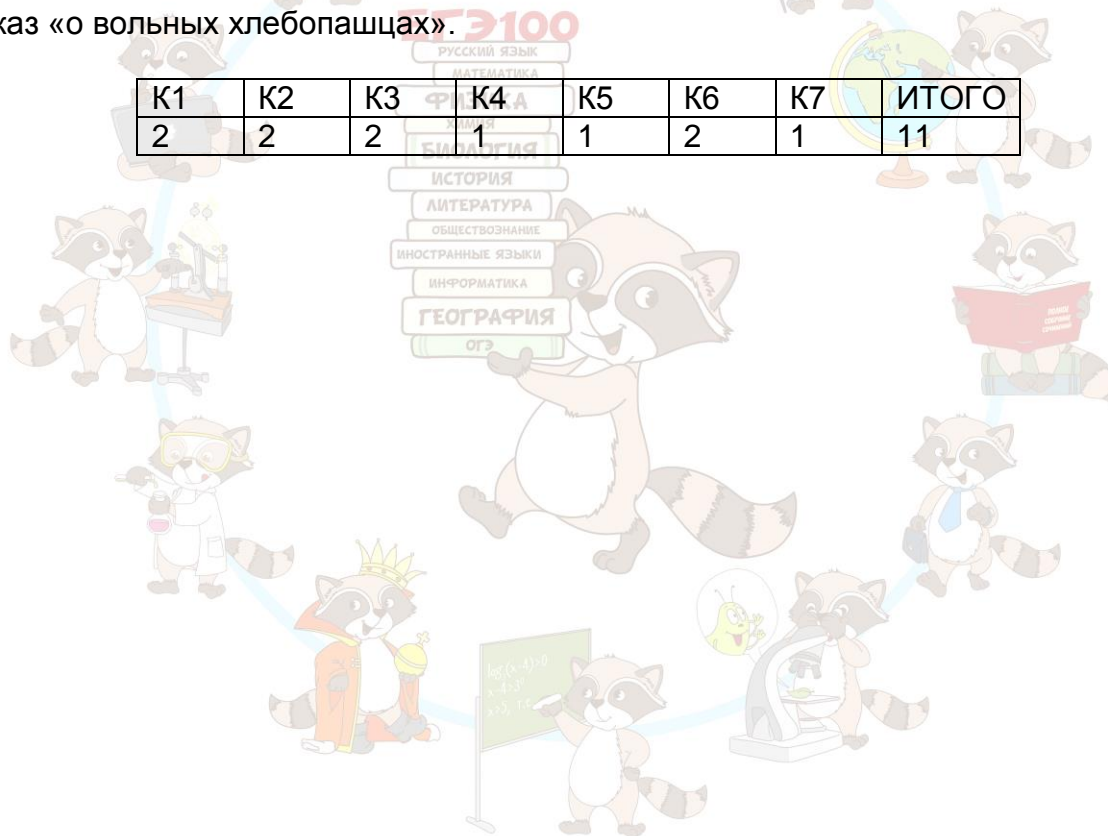 каз «о вольных хлебопашцах».
ЕГЭ100
РУССКИЙ ЯЗЫК
МАТЕМАТИКА
К1 К2 К3 К4 К5 К6 К7 ИТОГО
ФИЗИКА
2 2 2 1 1 2 1 11
ХИМИЯ
БИОЛОГИЯ
ИСТОРИЯ
ЛИТЕРАТУРА
ОБЩЕСТВОЗНАНИЕ
ИНОСТРАННЫЕ ЯЗЫКИ
ИНФОРМАТИКА
ГЕОГРАФИЯ
ОГЭ